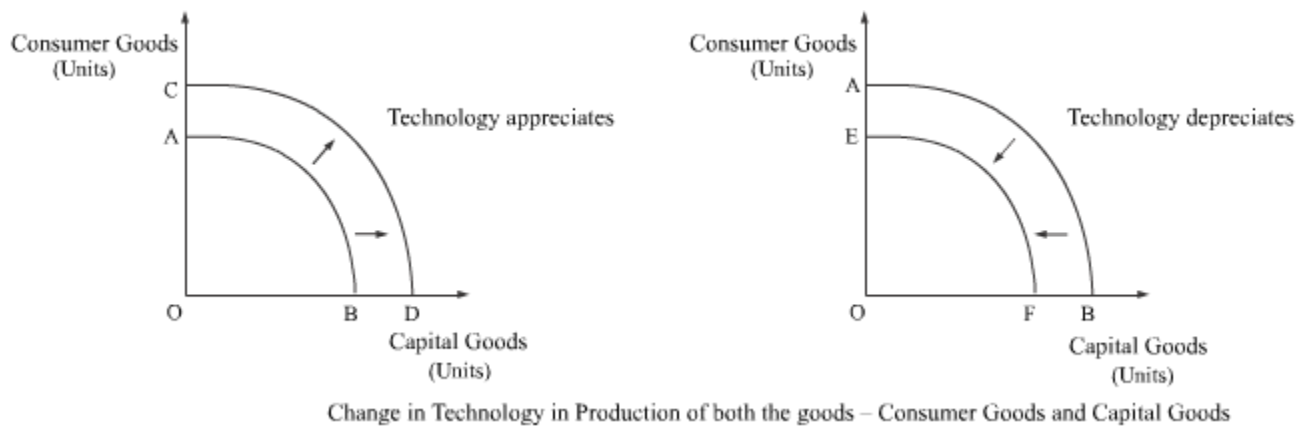 Consumer Goods
(Units)
C
A
Technology appreciates
O
B
D
Capital Goods
(Units)
Consumer Goods
(Units)
A
E
Technology depreciates
O
F
B
Capital Goods
(Units)
Change in Technology in Production of both the goods – Consumer Goods and Capital Goods